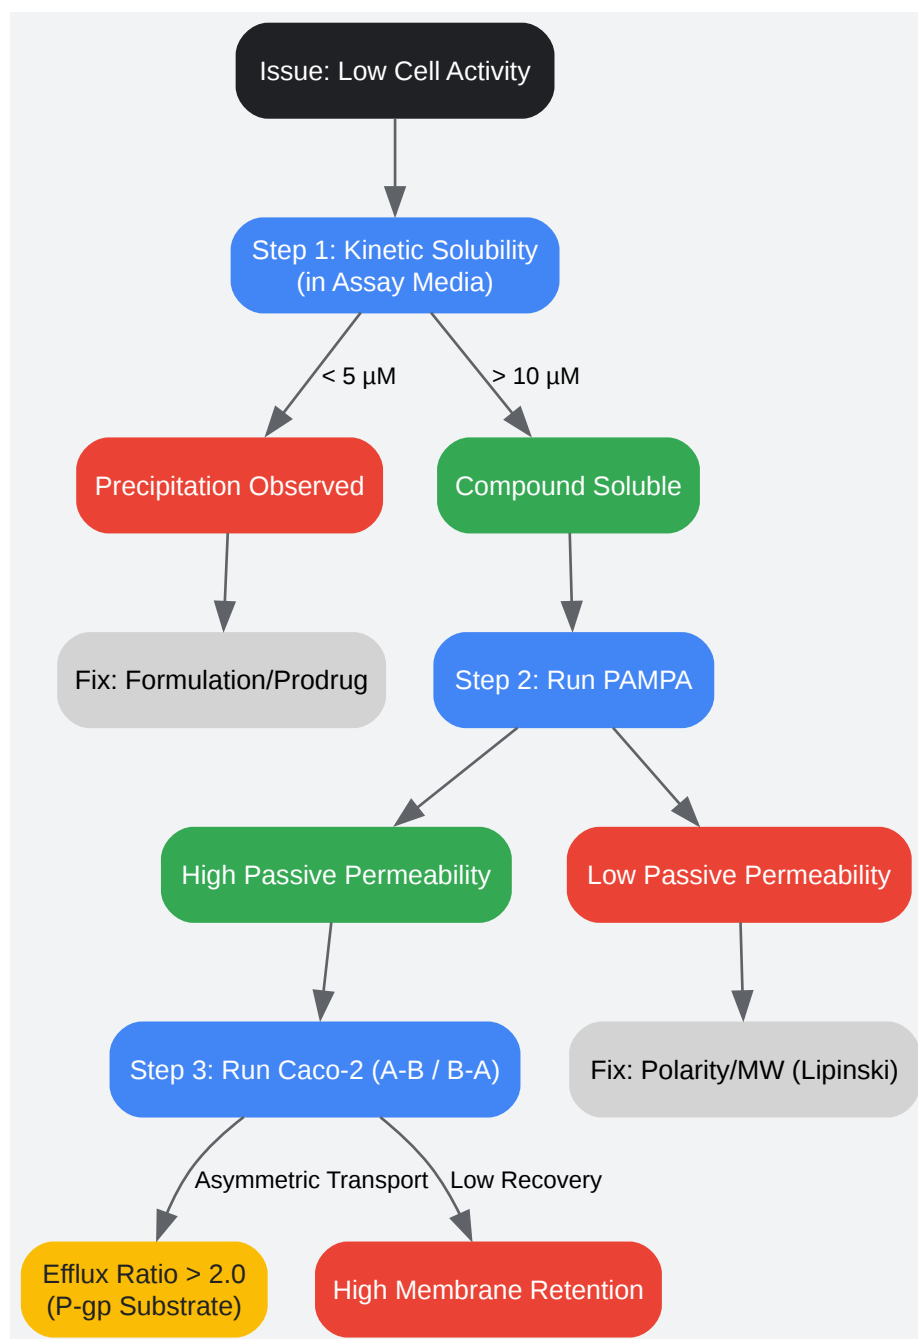 Issue: Low Cell Activity
Step 1: Kinetic Solubility
(in Assay Media)
< 5 µM
> 10 µM
Precipitation Observed
Compound Soluble
Fix: Formulation/Prodrug
Step 2: Run PAMPA
High Passive Permeability
Low Passive Permeability
Step 3: Run Caco-2 (A-B / B-A)
Fix: Polarity/MW (Lipinski)
Asymmetric Transport
Low Recovery
Efflux Ratio > 2.0
(P-gp Substrate)
High Membrane Retention